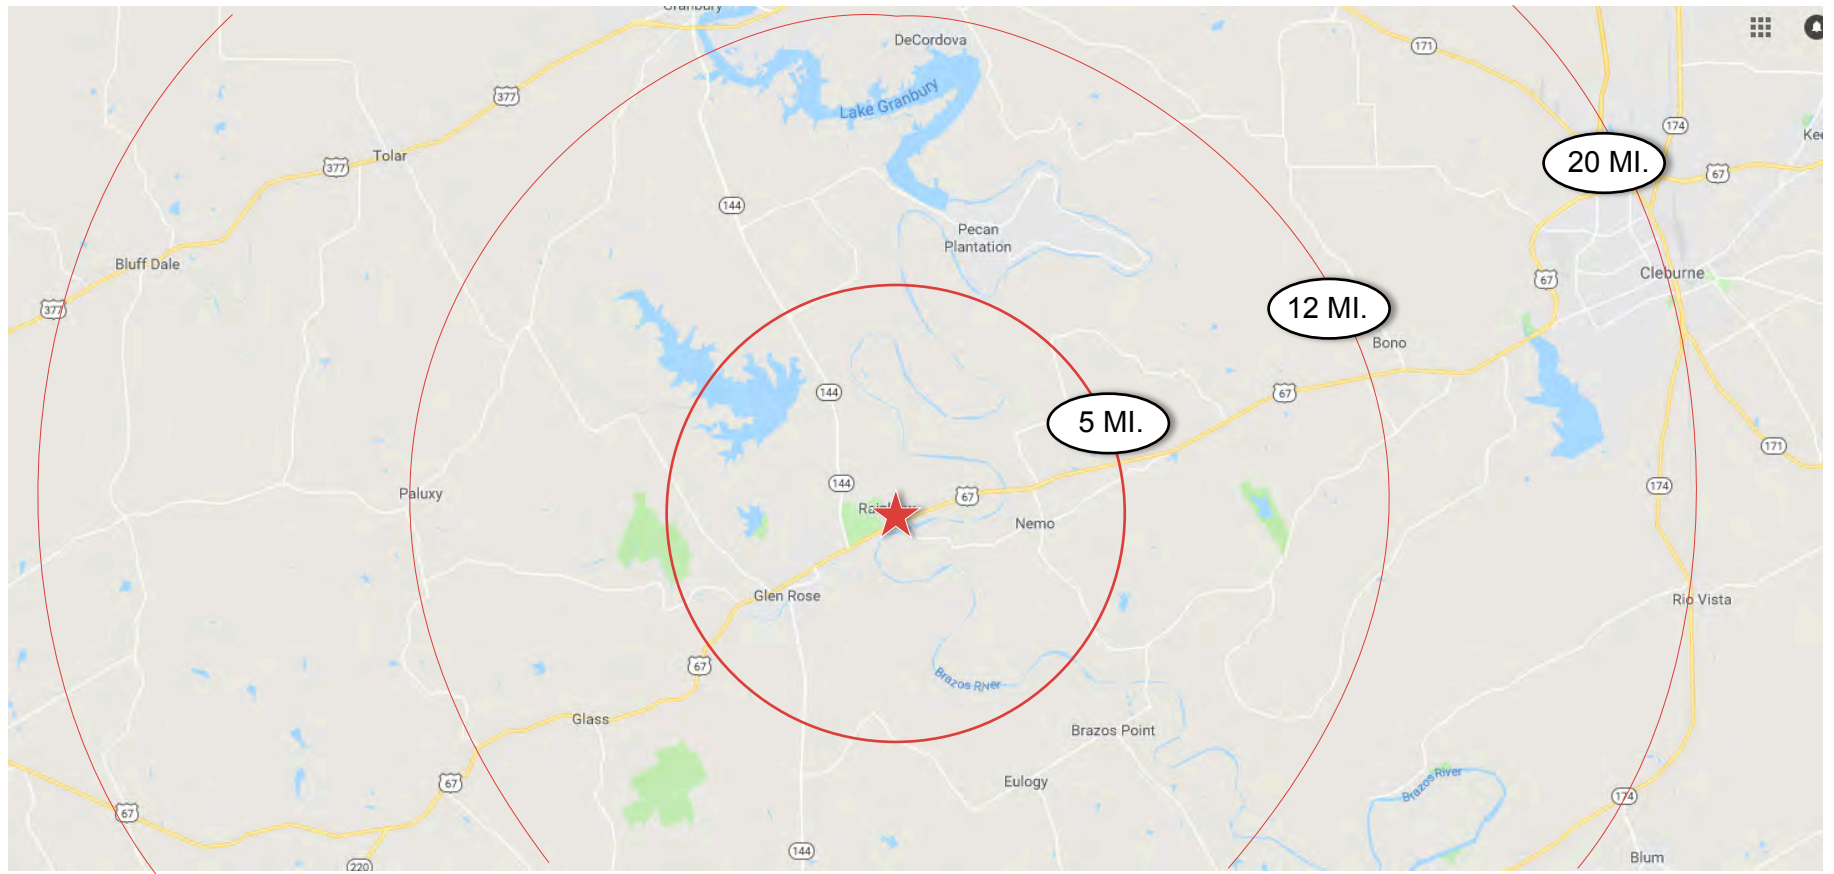 Granbury
DeCordova
171
377
Lake Granbury
174
Kee
20 MI.
67
Tolar
377
144
Pecan
Plantation
Bluff Dale
Cleburne
67
377
12 MI.
Bono
144
67
5 MI.
171
144
67
174
Paluxy
Nemo
Glen Rose
Rio Vista
67
Brazos River
Glass
Brazos Point
67
Eulogy
Brazos River
174
67
144
220
Blum